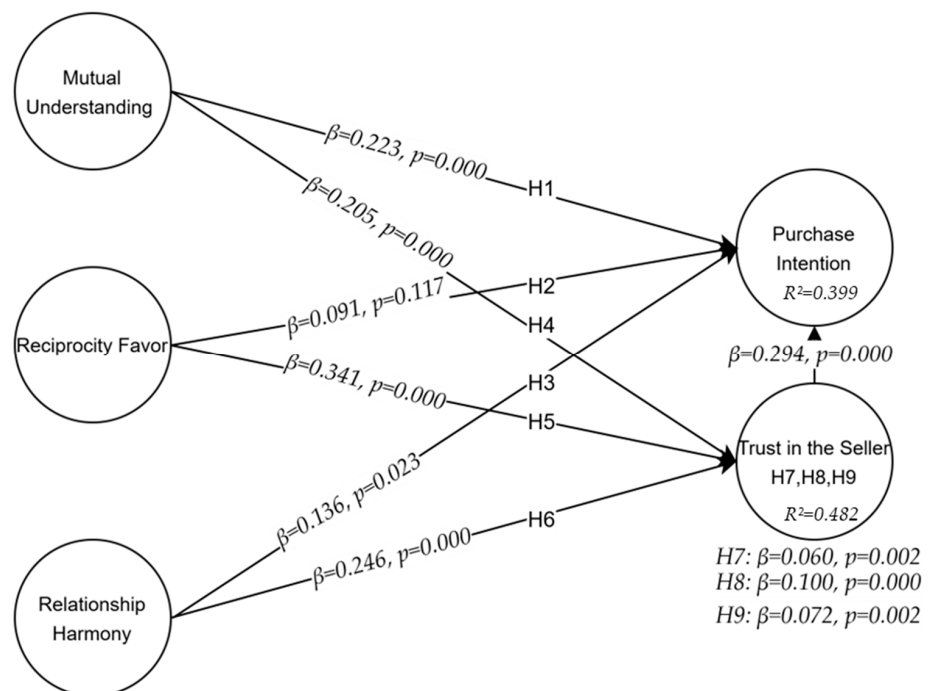 Mutual
Understanding
β=0.223, p=0.000
H1
β=0.205, p=0.000
Purchase
Intention
R²=0.399
H2
β=0.091, p=0.117
H4
Reciprocity Favor
β=0.341, p=0.000
β=0.294, p=0.000
H3
H5
Trust in the Seller
H7,H8,H9
R²=0.482
β=0.136, p=0.023
H6
β=0.246, p=0.000
H7: β=0.060, p=0.002
H8: β=0.100, p=0.000
H9: β=0.072, p=0.002
Relationship
Harmony